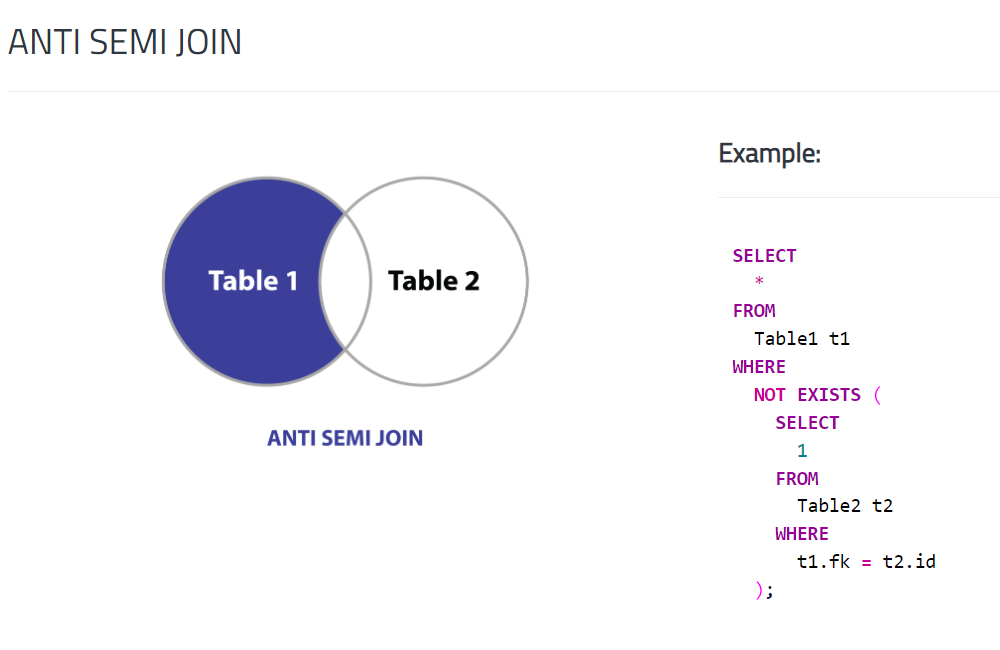 ANTI SEMI JOIN
Table 1
Table 2
ANTI SEMI JOIN
Example:
SELECT
*
FROM
Table1 t1
WHERE
NOT EXISTS (
SELECT
1
FROM
Table2 t2
WHERE
t1.fk = t2.id
);